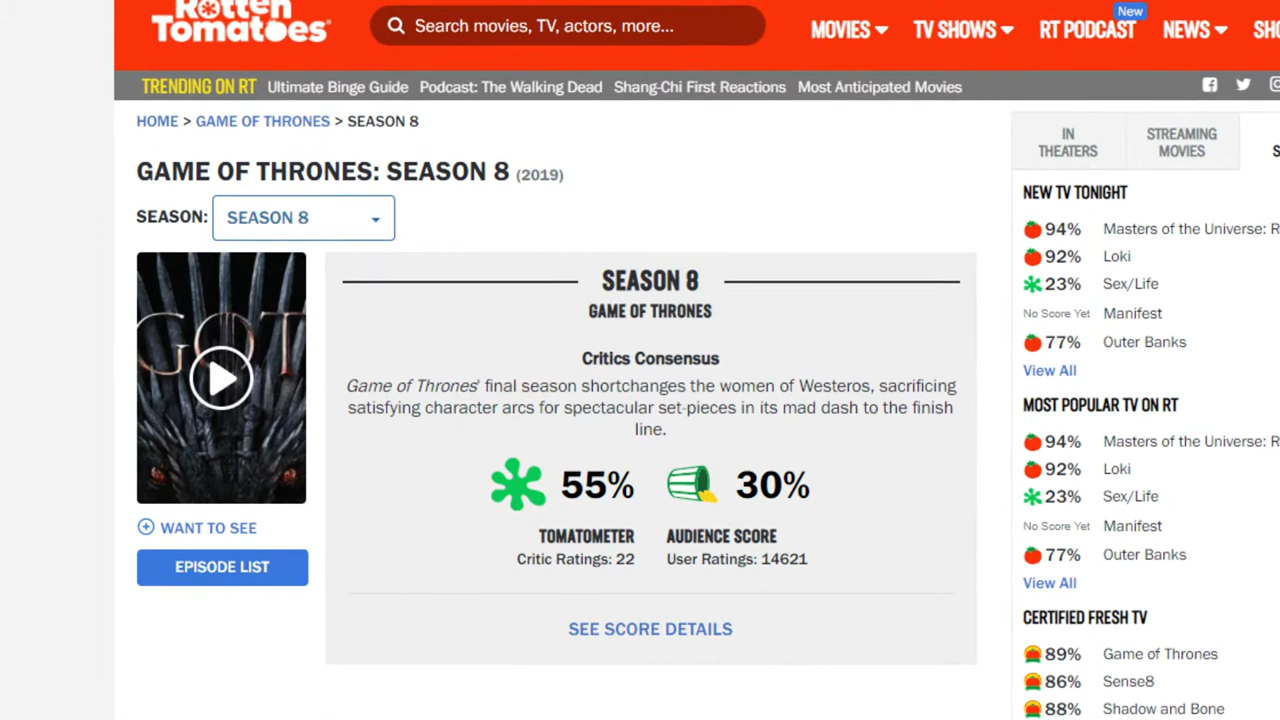 Rotten
Tomatoes
Search movies, TV, actors, more...
MOVIES TV SHOWS RT PODCAST New NEWS
TRENDING ON RT Ultimate Binge Guide Podcast: The Walking Dead Shang-Chi First Reactions Most Anticipated Movies
HOME > GAME OF THRONES > SEASON 8
GAME OF THRONES: SEASON 8 (2019)
SEASON: SEASON 8
GOT
WANT TO SEE
EPISODE LIST
SEASON 8
GAME OF THRONES
Critics Consensus
Game of Thrones' final season shortchanges the women of Westeros, sacrificing
satisfying character arcs for spectacular set-pieces in its mad dash to the finish
line.
55% 30%
TOMATOMETER AUDIENCE SCORE
Critic Ratings: 22 User Ratings: 14621
SEE SCORE DETAILS
IN
THEATERS
STREAMING
MOVIES
NEW TV TONIGHT
94% Masters of the Universe:
92% Loki
23% Sex/Life
No Score Yet Manifest
77% Outer Banks
View All
MOST POPULAR TV ON RT
94% Masters of the Universe:
92% Loki
23% Sex/Life
No Score Yet Manifest
77% Outer Banks
View All
CERTIFIED FRESH TV
89% Game of Thrones
86% Sense8
88% Shadow and Bone